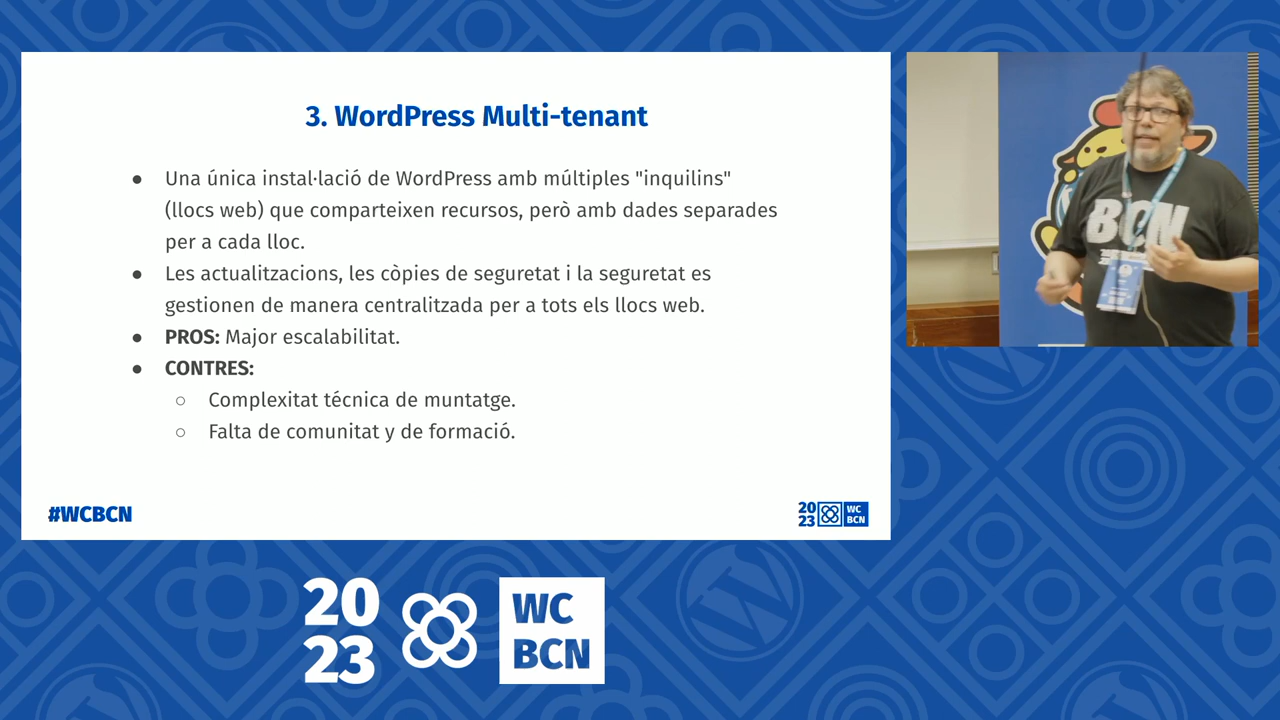 3. WordPress Multi-tenant
● Una única instal·lació de WordPress amb múltiples "inquilins"
(llocs web) que comparteixen recursos, però amb dades separades
per a cada lloc.
● Les actualitzacions, les còpies de seguretat i la seguretat es
gestionen de manera centralitzada per a tots els llocs web.
● PROS: Major escalabilitat.
● CONTRES:
○ Complexitat técnica de muntatge.
○ Falta de comunitat y de formació.
#WCBCN
20
23
WC
BCN
BCN
20
23
WC
BCN